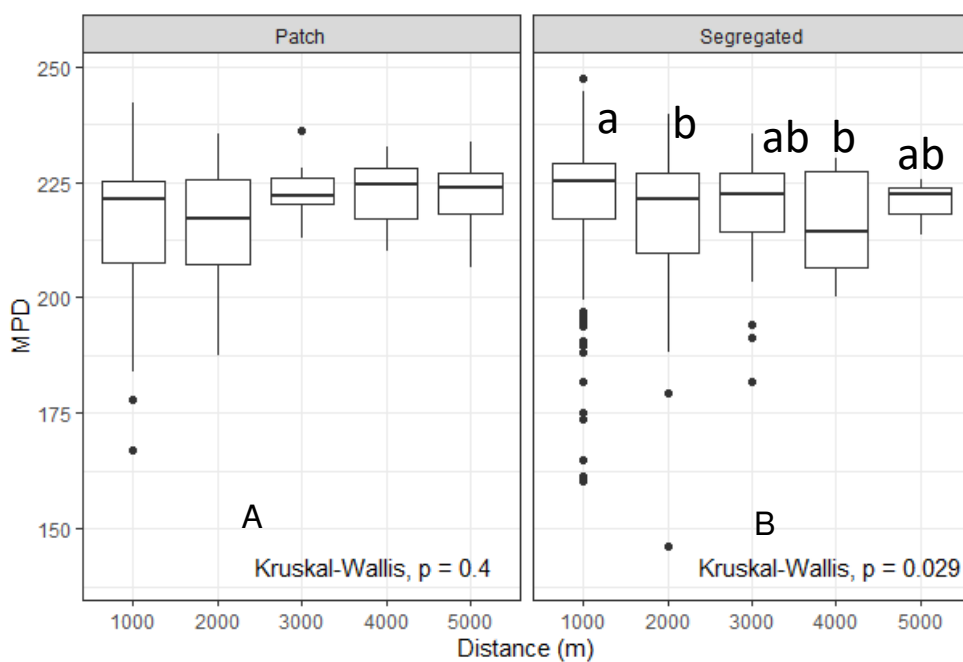 Patch
Segregated
MPD
250
225
200
175
150
a
b
ab
b
ab
A
B
Kruskal-Wallis, p = 0.4
Kruskal-Wallis, p = 0.029
1000 2000 3000 4000 5000
1000 2000 3000 4000 5000
Distance (m)